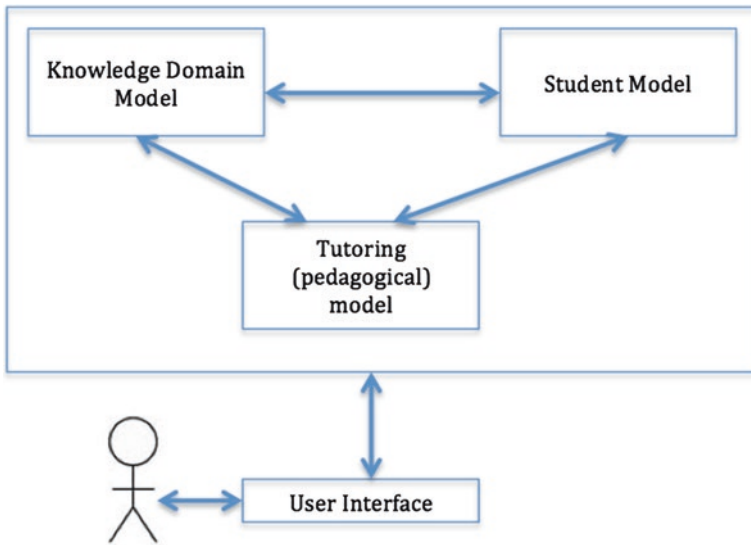 Knowledge Domain
Model
Student Model
Tutoring
(pedagogical)
model
User Interface